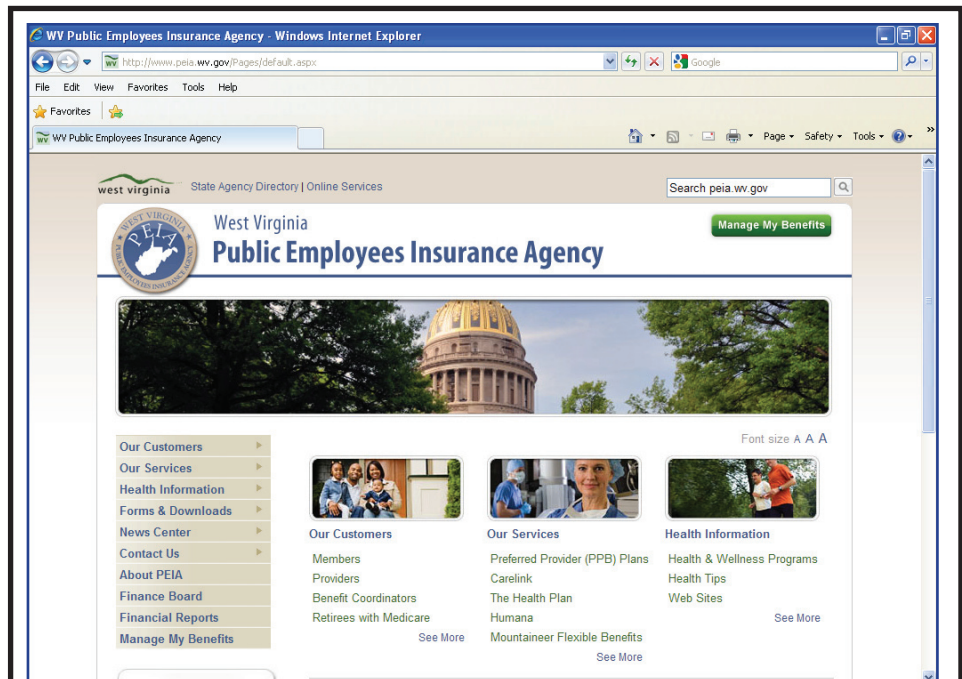 WV Public Employees Insurance Agency - Windows Internet Explorer
http://www.peia.wv.gov/Pages/default.aspx
Google
File Edit View Favorites Tools Help
Favorites
WV Public Employees Insurance Agency
Page Safety Tools
west virginia
State Agency Directory | Online Services
Search peia.wv.gov
WEST VIRGINIA
PEIA
PUBLIC EMPLOYEES INSURANCE AGENCY
West Virginia
Public Employees Insurance Agency
Manage My Benefits
Font size A A A
Our Customers
Our Services
Health Information
Forms & Downloads
News Center
Contact Us
About PEIA
Finance Board
Financial Reports
Manage My Benefits
Our Customers
Members
Providers
Benefit Coordinators
Retirees with Medicare
See More
Our Services
Preferred Provider (PPB) Plans
Carelink
The Health Plan
Humana
Mountaineer Flexible Benefits
See More
Health Information
Health & Wellness Programs
Health Tips
Web Sites
See More